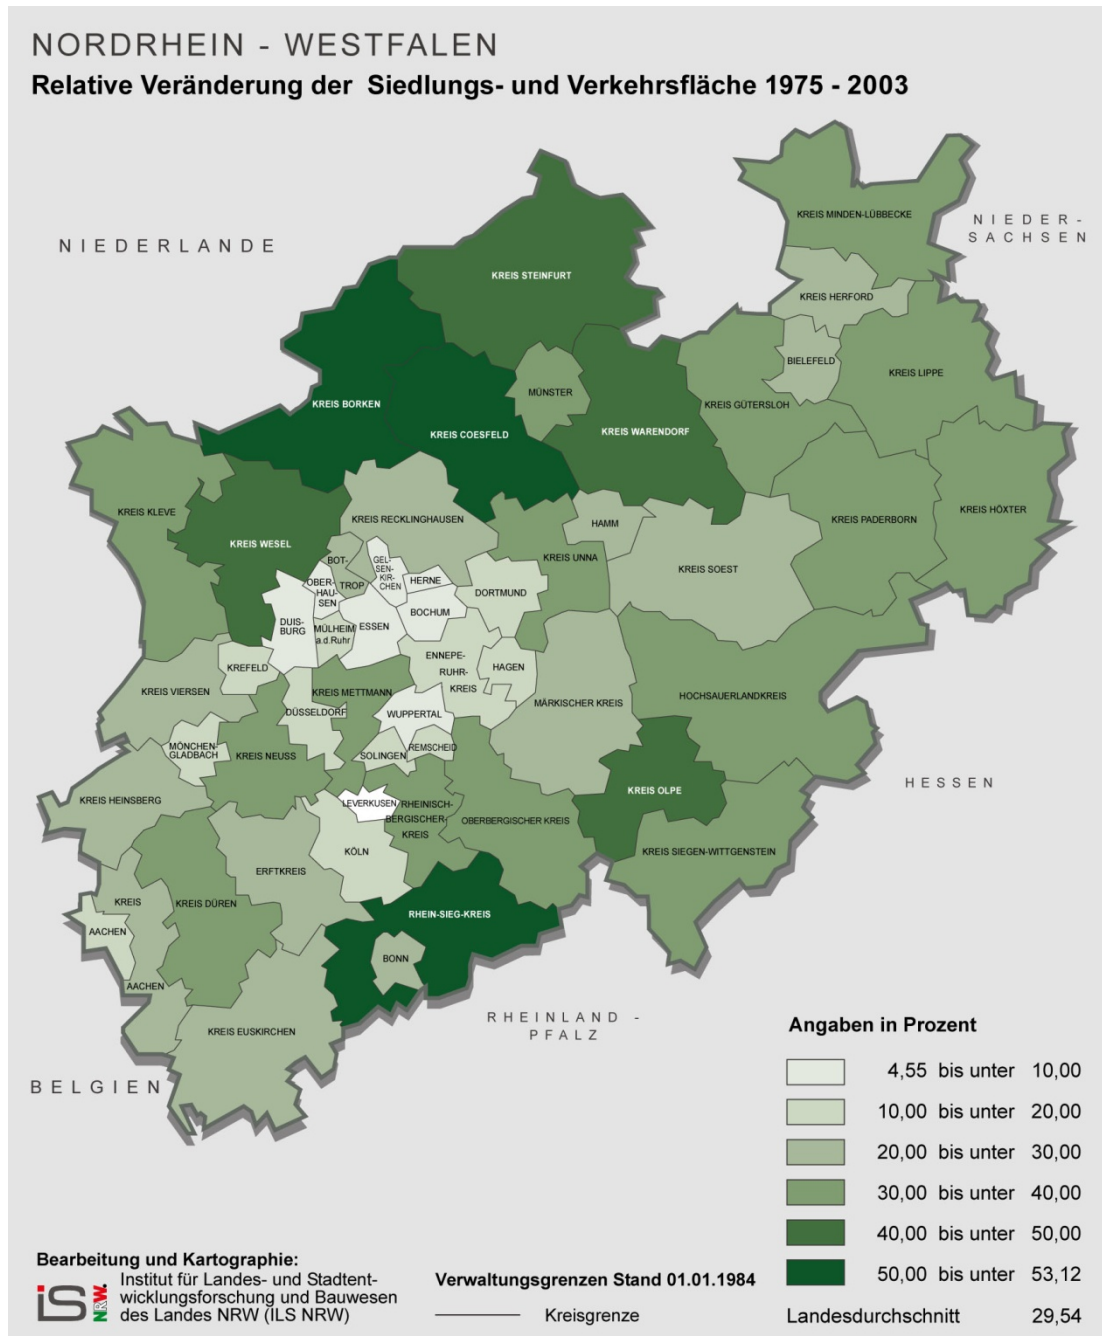 NORDRHEIN - WESTFALEN
Relative Veränderung der Siedlungs- und Verkehrsfläche 1975 - 2003
NIEDERLANDE
NIEDER-
SACHSEN
KREIS MINDEN-LÜBBECKE
KREIS STEINFURT
KREIS HERFORD
BIELEFELD
KREIS LIPPE
MÜNSTER
KREIS BORKEN
KREIS GÜTERSLOH
KREIS COESFELD
KREIS WARENDORF
KREIS KLEVE
KREIS RECKLINGHAUSEN
HAMM
KREIS PADERBORN
KREIS HÖXTER
KREIS WESEL
KREIS UNNA
KREIS SOEST
BOT-
TROP
GEL-
SEN-
KIR-
CHEN
OBER-
HAU-
SEN
HERNE
DORTMUND
BOCHUM
DUIS-
BURG
MÜLHEIM
a.d.Ruhr
ESSEN
KREFELD
ENNEPE-
RUHR-
KREIS
HAGEN
KREIS VIERSEN
KREIS METTMANN
MÄRKISCHER KREIS
HOCHSAUERLANDKREIS
DÜSSELDORF
WUPPERTAL
MÖNCHEN-
GLADBACH
KREIS NEUSS
SOLINGEN
REMSCHEID
HESSEN
KREIS OLPE
KREIS HEINSBERG
LEVERKUSEN
RHEINISCH-
BERGISCHER-
KREIS
OBERBERGISCHER KREIS
KÖLN
KREIS SIEGEN-WITTGENSTEIN
ERFTKREIS
KREIS
AACHEN
KREIS DÜREN
RHEIN-SIEG-KREIS
AACHEN
BONN
KREIS EUSKIRCHEN
RHEINLAND -
PFALZ
BELGIEN
Angaben in Prozent
4,55 bis unter 10,00
10,00 bis unter 20,00
20,00 bis unter 30,00
30,00 bis unter 40,00
40,00 bis unter 50,00
50,00 bis unter 53,12
Landesdurchschnitt 29,54
Bearbeitung und Kartographie:
iLS NRW.
Institut für Landes- und Stadtent-
wicklungsforschung und Bauwesen
des Landes NRW (ILS NRW)
Verwaltungsgrenzen Stand 01.01.1984
Kreisgrenze